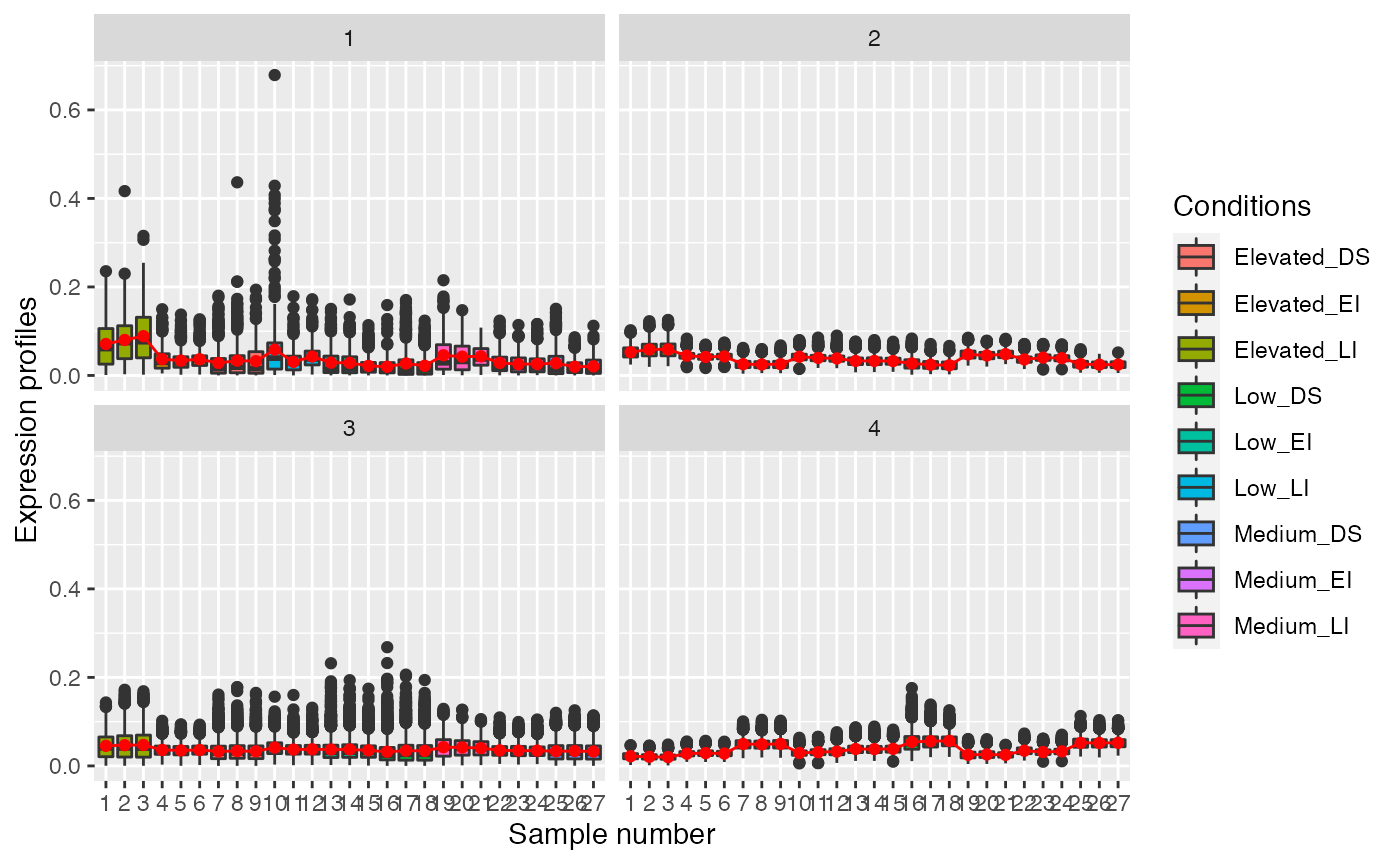 1
2
0.6
0.4
0.2
0.0
3
4
0.6
0.4
0.2
0.0
Expression profiles
1 2 3 4 5 6 7 8 9 10 11 12 13 14 15 16 17 18 19 20 21 22 23 24 25 26 27
1 2 3 4 5 6 7 8 9 10 11 12 13 14 15 16 17 18 19 20 21 22 23 24 25 26 27
Sample number
Conditions
Elevated_DS
Elevated_EI
Elevated_LI
Low_DS
Low_EI
Low_LI
Medium_DS
Medium_EI
Medium_LI